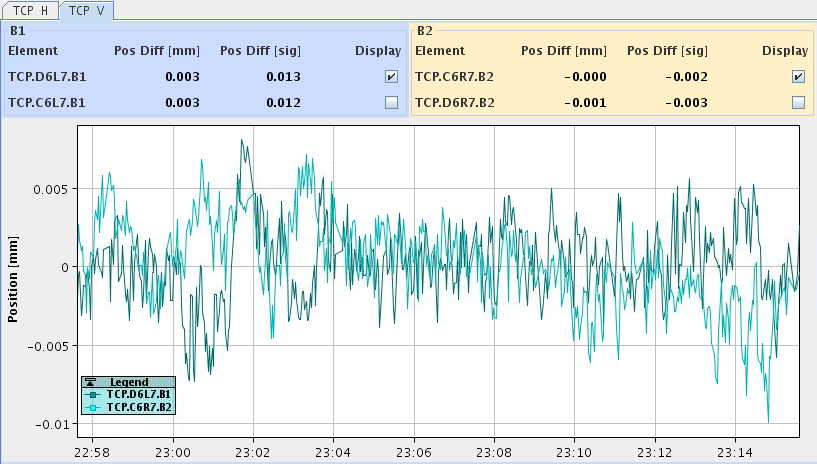 TCP H TCP V
B1
Element Pos Diff [mm] Pos Diff [sig] Display
TCP.D6L7.B1 0.003 0.013
TCP.C6L7.B1 0.003 0.012
B2
Element Pos Diff [mm] Pos Diff [sig] Display
TCP.C6R7.B2 -0.000 -0.002
TCP.D6R7.B2 -0.001 -0.003
Position [mm]
0.005
0
-0.005
-0.01
Legend
TCP.D6L7.B1
TCP.C6R7.B2
22:58 23:00 23:02 23:04 23:06 23:08 23:10 23:12 23:14